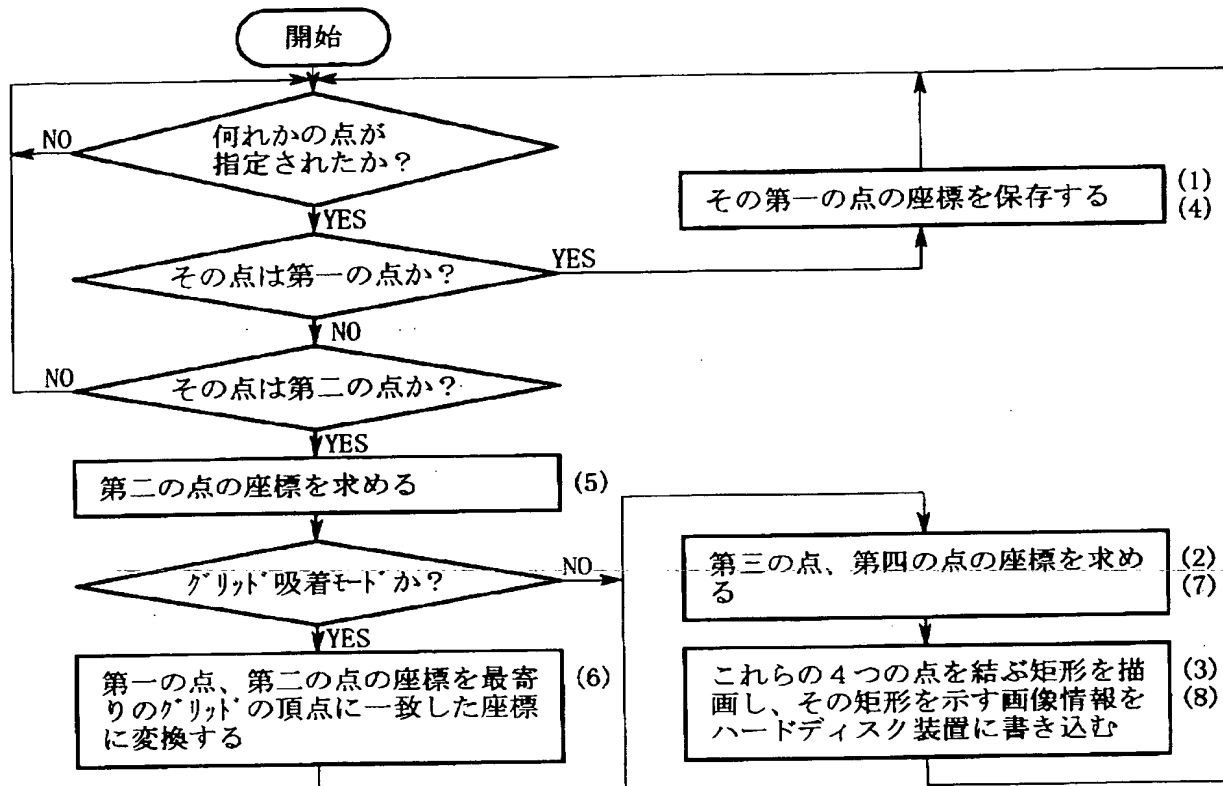 開始
何れかの点が
指定されたか？
NO
YES
その点は第一の点か？
YES
NO
その第一の点の座標を保存する
(1)
(4)
その点は第二の点か？
NO
YES
第二の点の座標を求める
(5)
ｸﾞﾘｯﾄﾞ吸着ﾓｰﾄﾞか？
NO
YES
第一の点、第二の点の座標を最寄
りのｸﾞﾘｯﾄﾞの頂点に一致した座標
に変換する
(6)
第三の点、第四の点の座標を求め
る
(2)
(7)
これらの４つの点を結ぶ矩形を描
画し、その矩形を示す画像情報を
ハードディスク装置に書き込む
(3)
(8)